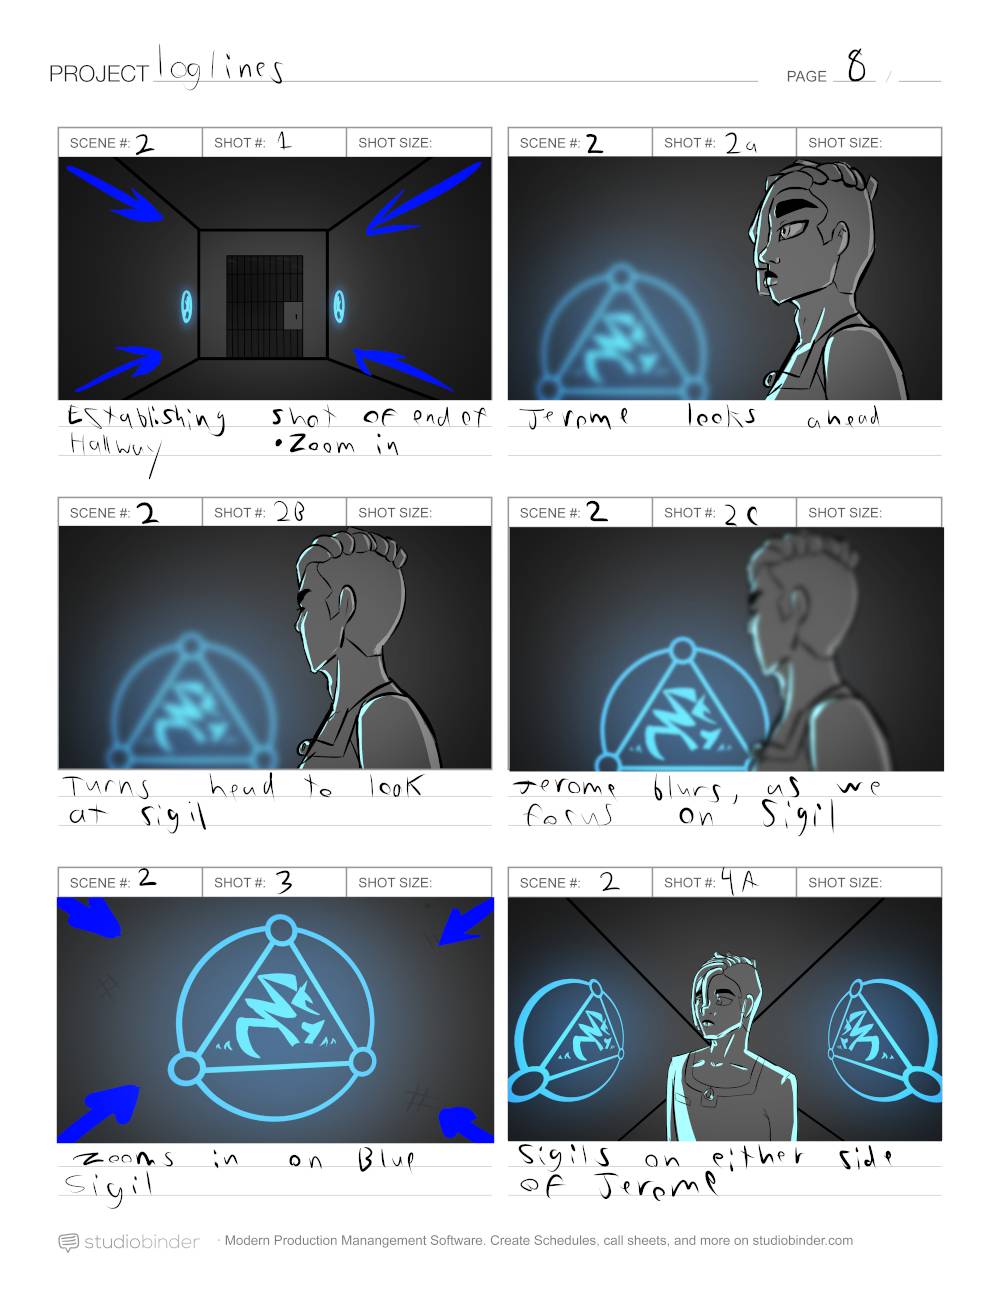 PROJECT loglines PAGE 8 /
SCENE #: 2 SHOT #: 1 SHOT SIZE:
Establishing shot of end of
Hallway •Zoom in
SCENE #: 2 SHOT #: 2a SHOT SIZE:
Jerome looks ahead
SCENE #: 2 SHOT #: 2B SHOT SIZE:
Turns head to look
at sigil
SCENE #: 2 SHOT #: 2C SHOT SIZE:
Jerome blurs, as we
focus on Sigil
SCENE #: 2 SHOT #: 3 SHOT SIZE:
Zooms in on Blue
Sigil
SCENE #: 2 SHOT #: 4A SHOT SIZE:
Sigils on either side
of Jerome
studiobinder · Modern Production Manangement Software. Create Schedules, call sheets, and more on studiobinder.com